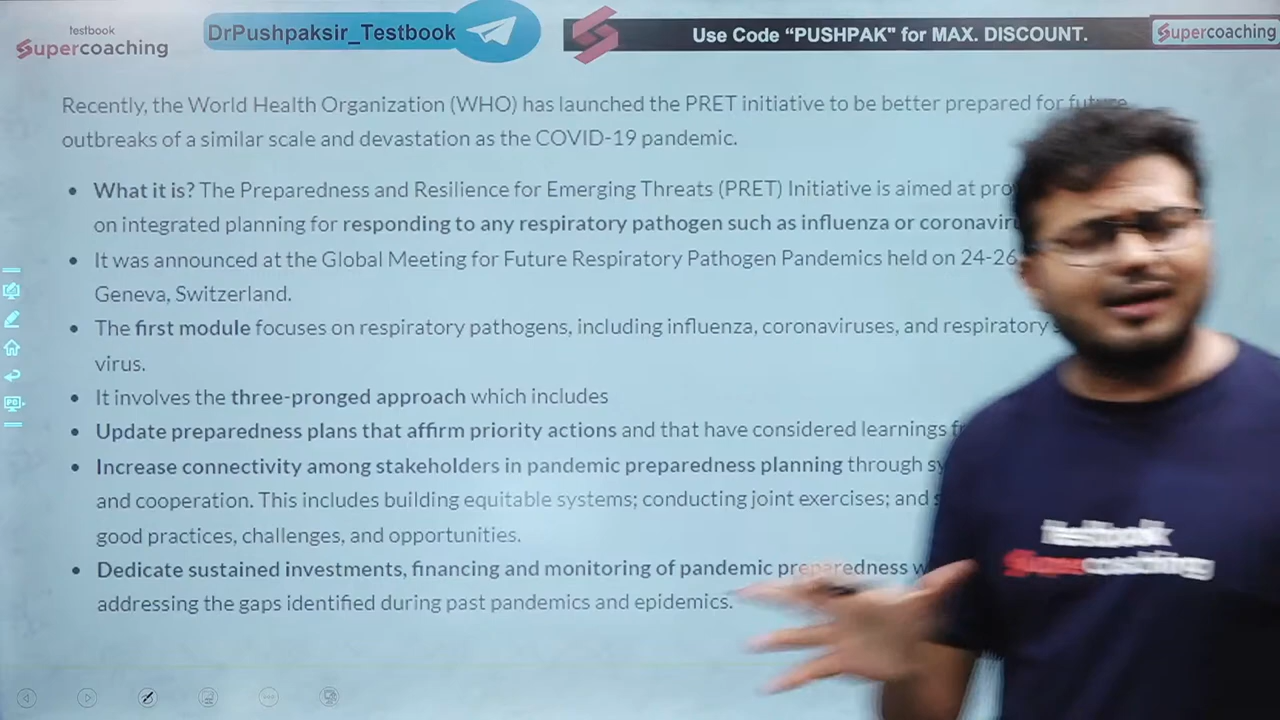 testbook
Supercoaching
DrPushpaksir_Testbook
Use Code “PUSHPAK" for MAX. DISCOUNT.
Supercoaching
Recently, the World Health Organization (WHO) has launched the PRET initiative to be better prepared for future
outbreaks of a similar scale and devastation as the COVID-19 pandemic.
• What it is? The Preparedness and Resilience for Emerging Threats (PRET) Initiative is aimed at
on integrated planning for responding to any respiratory pathogen such as influenza or
• It was announced at the Global Meeting for Future Respiratory Pathogen Pandemics held on 24-26
Geneva, Switzerland.
• The first module focuses on respiratory pathogens, including influenza, coronaviruses, and respiratory
virus.
• It involves the three-pronged approach which includes
• Update preparedness plans that affirm priority actions and that have considered learnings
• Increase connectivity among stakeholders in pandemic preparedness planning through
and cooperation. This includes building equitable systems; conducting joint exercises; and
good practices, challenges, and opportunities.
• Dedicate sustained investments, financing and monitoring of pandemic preparedness
addressing the gaps identified during past pandemics and epidemics.
testbook
Supercoaching